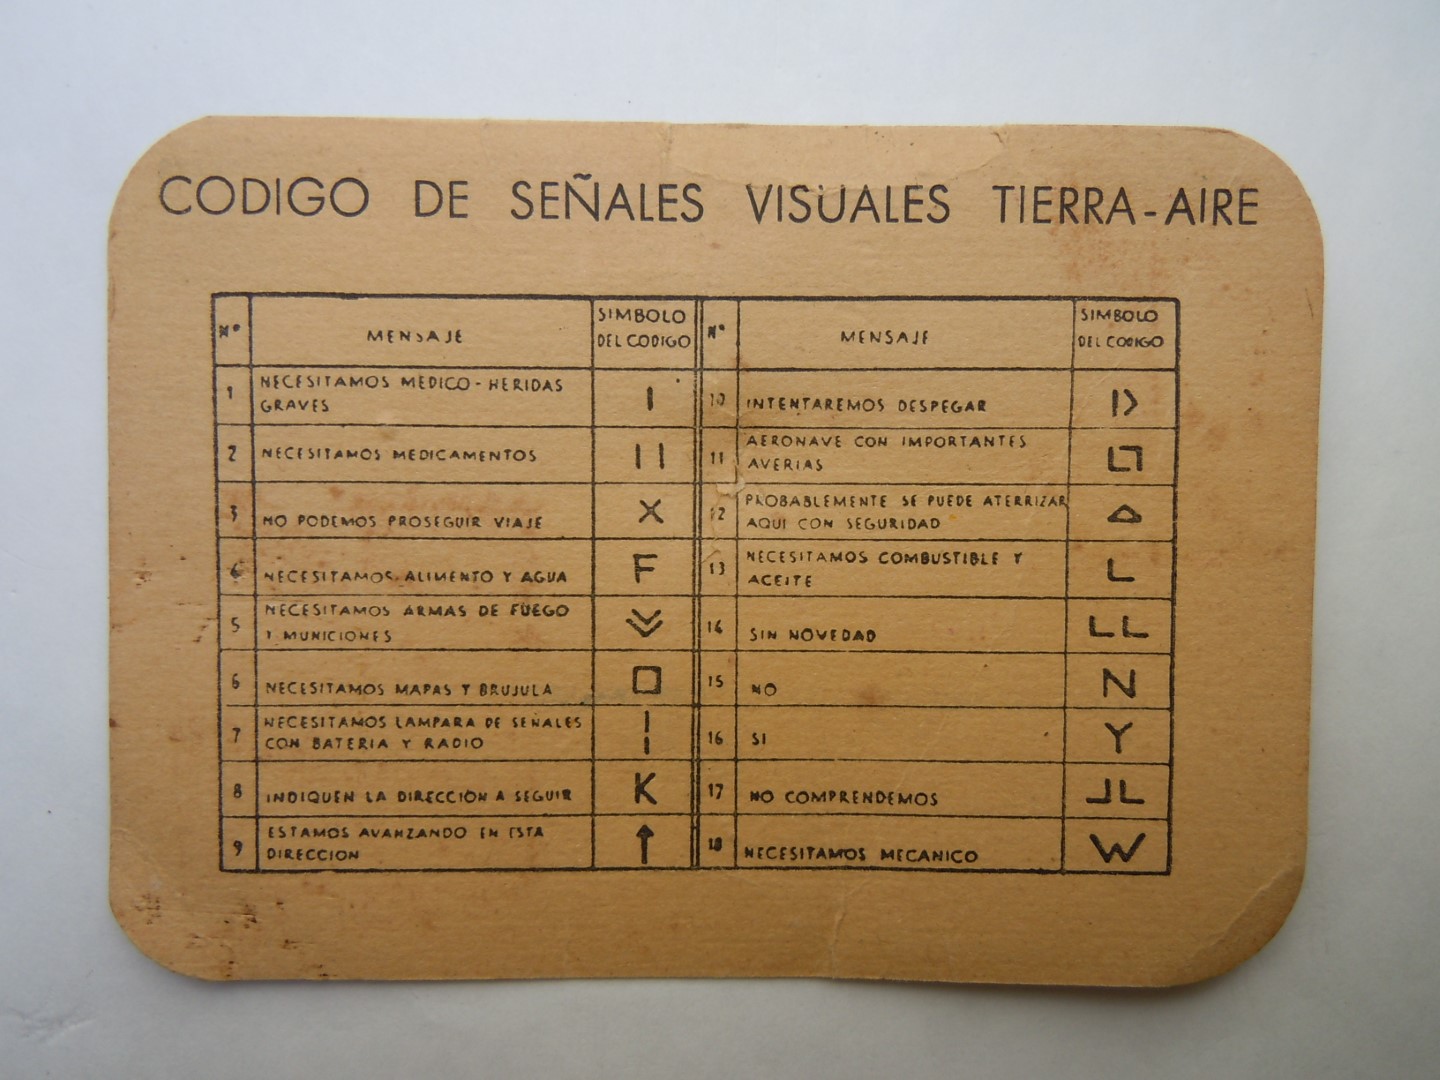 CODIGO DE SEÑALES VISUALES TIERRA-AIRE
Nº MENSAJE SIMBOLO
DEL CODIGO
1 NECESITAMOS MEDICO - HERIDAS
GRAVES I
2 NECESITAMOS MEDICAMENTOS I I
3 NO PODEMOS PROSEGUIR VIAJE X
4 NECESITAMOS ALIMENTO Y AGUA F
5 NECESITAMOS ARMAS DE FUEGO
Y MUNICIONES
6 NECESITAMOS MAPAS Y BRUJULA
7 NECESITAMOS LAMPARA DE SEÑALES
CON BATERIA Y RADIO
8 INDIQUEN LA DIRECCION A SEGUIR K
9 ESTAMOS AVANZANDO EN ESTA
DIRECCION ↑
Nº MENSAJE SIMBOLO
DEL CODIGO
10 INTENTAREMOS DESPEGAR I>
11 AERONAVE CON IMPORTANTES
AVERIAS
12 PROBABLEMENTE SE PUEDE ATERRIZAR
AQUI CON SEGURIDAD △
13 NECESITAMOS COMBUSTIBLE Y
ACEITE L
14 SIN NOVEDAD LL
15 NO N
16 SI Y
17 NO COMPRENDEMOS ⅃L
18 NECESITAMOS MECANICO W